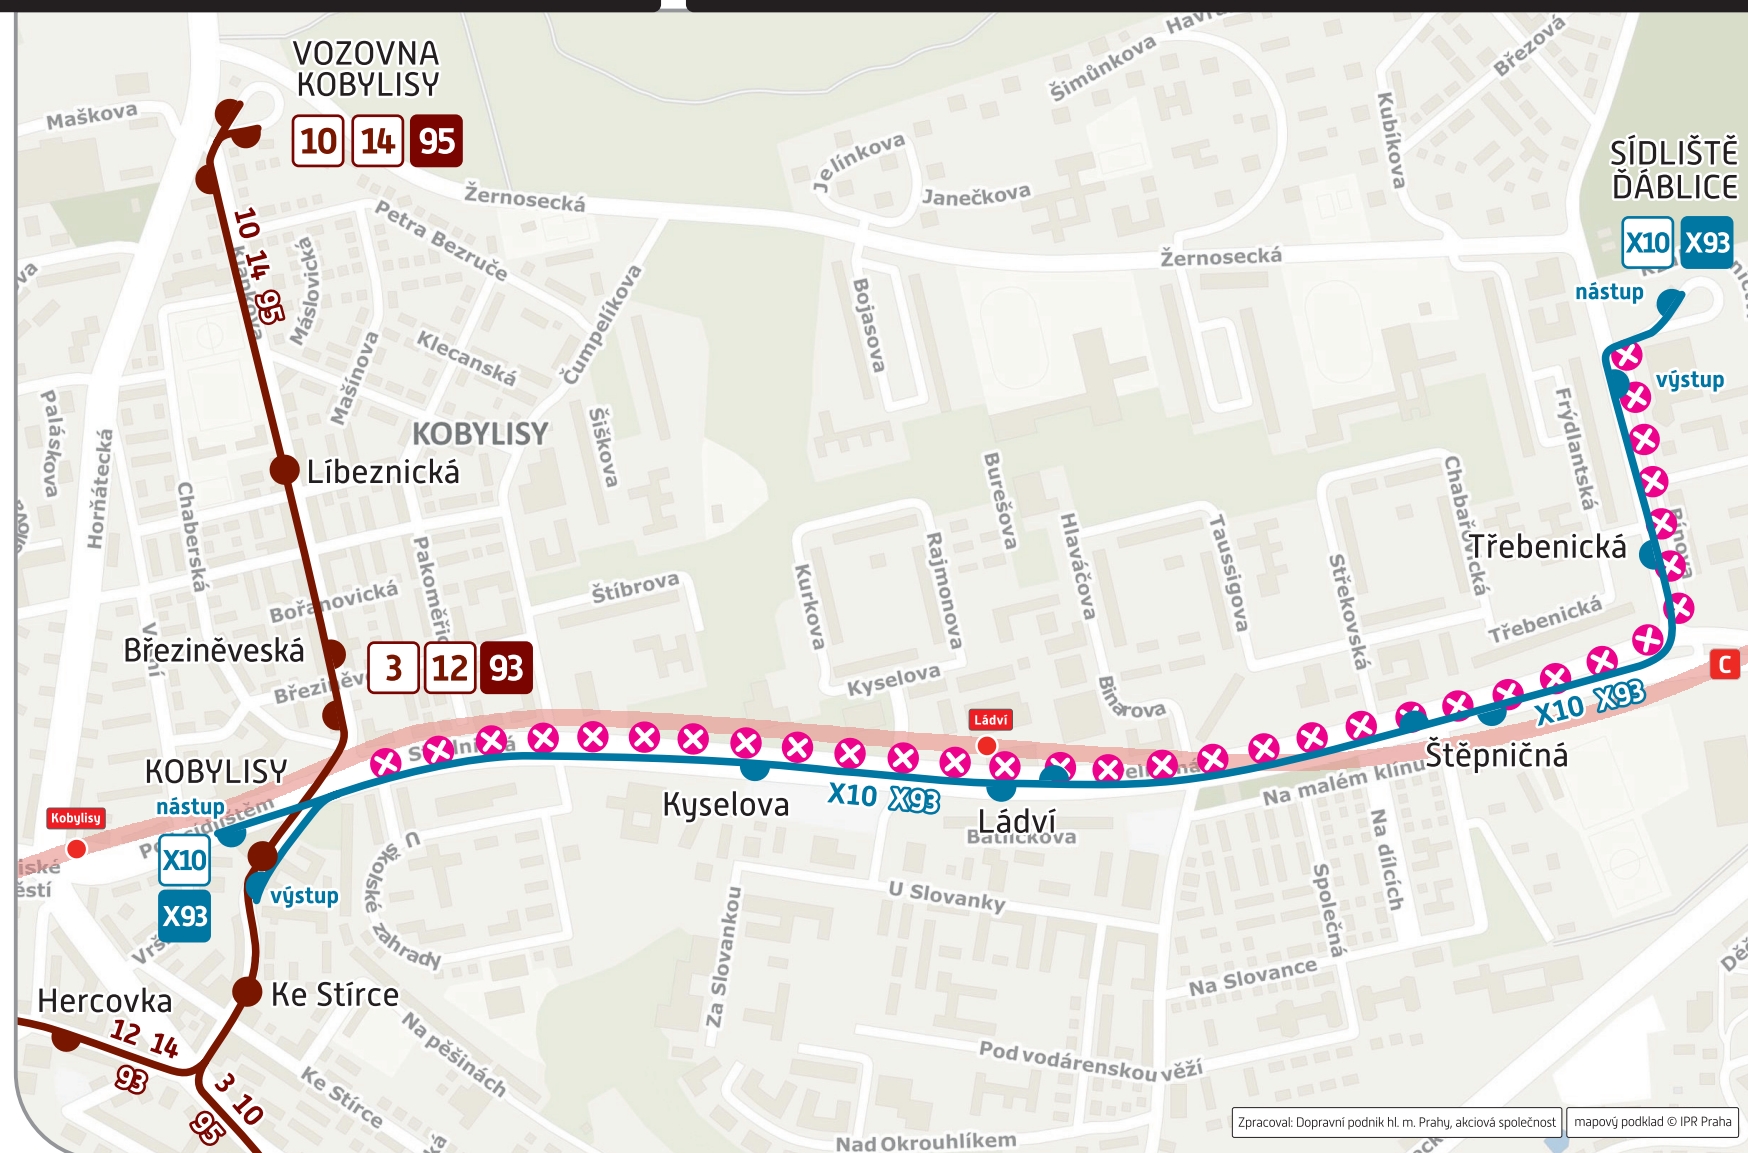 VOZOVNA
KOBYLISY
10 14 95
SÍDLIŠTĚ
ĎÁBLICE
X10 X93
nástup
výstup
Maškova
Žernosecká
Petra Bezruče
Jelínkova
Janečkova
Šimůnkova
Kubíkova
Březová
Žernosecká
10 14 95
Máslovická
Mašínova
Klecanská
Čumpelíkova
Bojasova
KOBYLISY
Šiškova
Paláskova
Horňátecká
Chaberská
Líbeznická
Burešova
Hlaváčova
Taussigova
Rajmonova
Kurkova
Střekovská
Chabařovická
Frýdlantská
Třebenická
Třebenická
Bořanovická
Štíbrova
Březiněveská
3 12 93
Kyselova
Ládví
C
X10 X93
Štěpničná
Na malém klínu
KOBYLISY
nástup
Kobylisy
X10
X93
výstup
Kyselova
X10 X93
Ládví
U školské zahrady
U Slovanky
Za Slovankou
Na dílcích
Společná
Na Slovance
Hercovka
12 14
93
Ke Stírce
3 10
95
Na pěšinách
Ke Stírce
Pod vodárenskou věží
Nad Okrouhlíkem
Zpracoval: Dopravní podnik hl. m. Prahy, akciová společnost
mapový podklad © IPR Praha